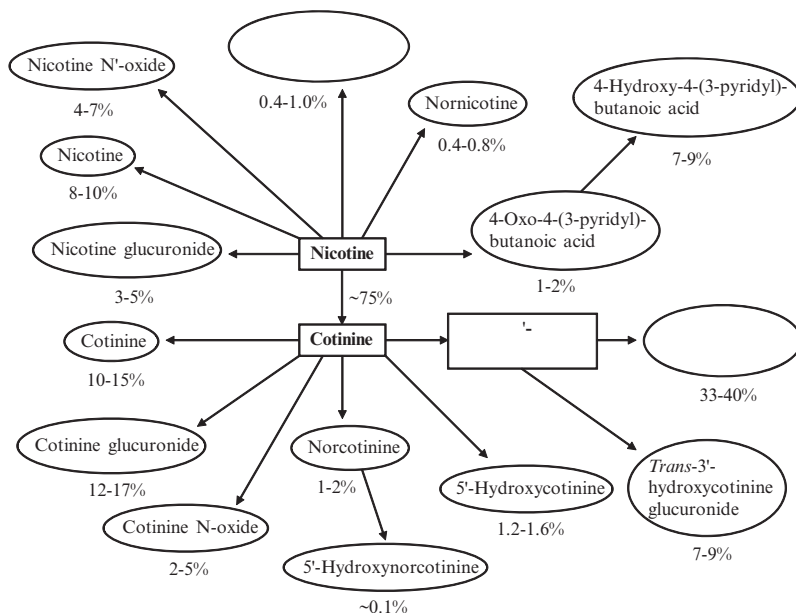 Nicotine N'-oxide
4-7%
0.4-1.0%
Nornicotine
0.4-0.8%
4-Hydroxy-4-(3-pyridyl)-
butanoic acid
7-9%
Nicotine
8-10%
4-Oxo-4-(3-pyridyl)-
butanoic acid
1-2%
Nicotine glucuronide
3-5%
Nicotine
~75%
Cotinine
10-15%
Cotinine
'-
33-40%
Cotinine glucuronide
12-17%
Norcotinine
1-2%
5'-Hydroxycotinine
1.2-1.6%
Trans-3'-
hydroxycotinine
glucuronide
7-9%
Cotinine N-oxide
2-5%
5'-Hydroxynorcotinine
~0.1%